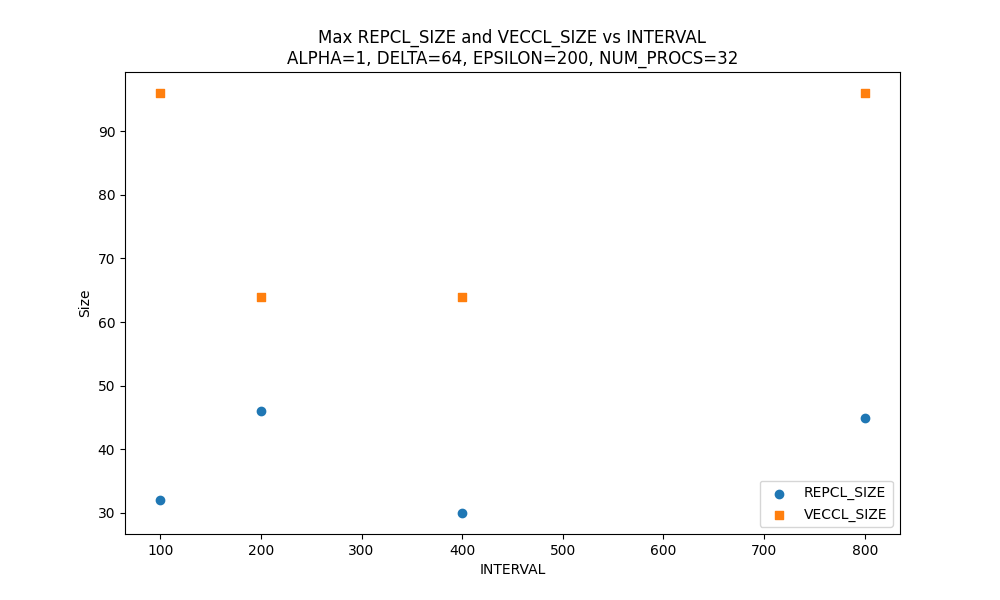 Max REPCL_SIZE and VECCL_SIZE vs INTERVAL
ALPHA=1, DELTA=64, EPSILON=200, NUM_PROCS=32
90
80
70
60
50
40
30
Size
100 200 300 400 500 600 700 800
INTERVAL
REPCL_SIZE
VECCL_SIZE